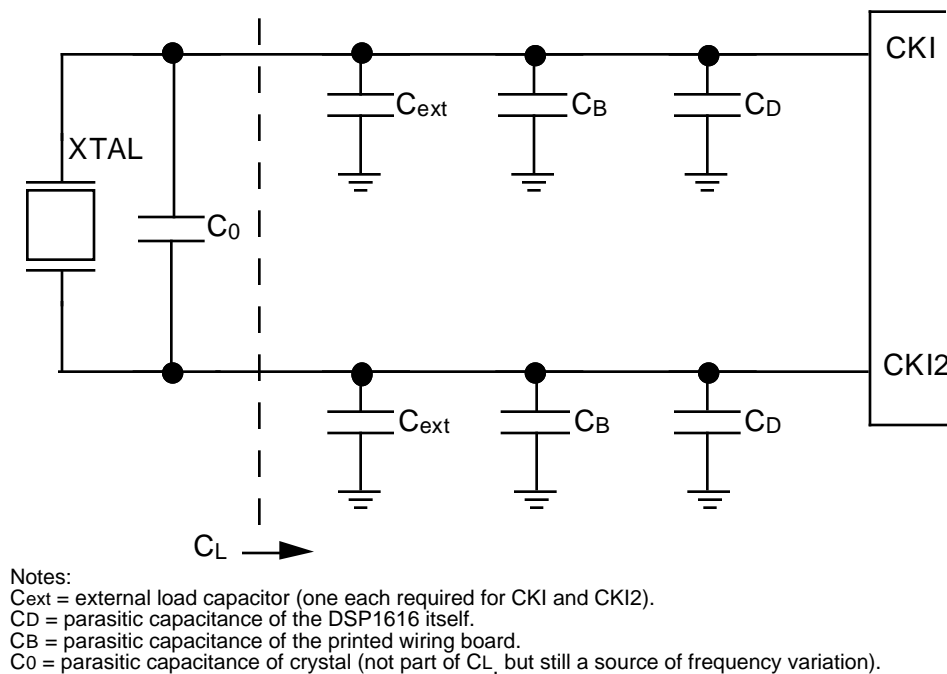 CKI
Cext CB CD
XTAL
C0
CKI2
Cext CB CD
CL
Notes:
Cext = external load capacitor (one each required for CKI and CKI2).
CD = parasitic capacitance of the DSP1616 itself.
CB = parasitic capacitance of the printed wiring board.
C0 = parasitic capacitance of crystal (not part of CL, but still a source of frequency variation).